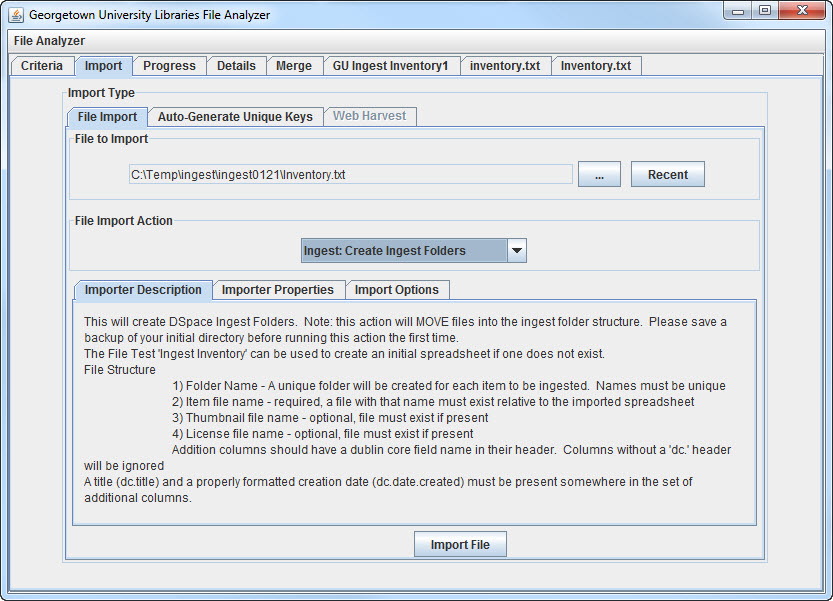 Georgetown University Libraries File Analyzer
File Analyzer
Criteria Import Progress Details Merge GU Ingest Inventory1 inventory.txt Inventory.txt
Import Type
File Import Auto-Generate Unique Keys Web Harvest
File to Import
C:\Temp\ingest\ingest0121\Inventory.txt ... Recent
File Import Action
Ingest: Create Ingest Folders
Importer Description Importer Properties Import Options
This will create DSpace Ingest Folders.  Note: this action will MOVE files into the ingest folder structure.  Please save a
backup of your initial directory before running this action the first time.
The File Test 'Ingest Inventory' can be used to create an initial spreadsheet if one does not exist.
File Structure
1) Folder Name - A unique folder will be created for each item to be ingested.  Names must be unique
2) Item file name - required, a file with that name must exist relative to the imported spreadsheet
3) Thumbnail file name - optional, file must exist if present
4) License file name - optional, file must exist if present
Addition columns should have a dublin core field name in their header.  Columns without a 'dc.' header
will be ignored
A title (dc.title) and a properly formatted creation date (dc.date.created) must be present somewhere in the set of
additional columns.
Import File